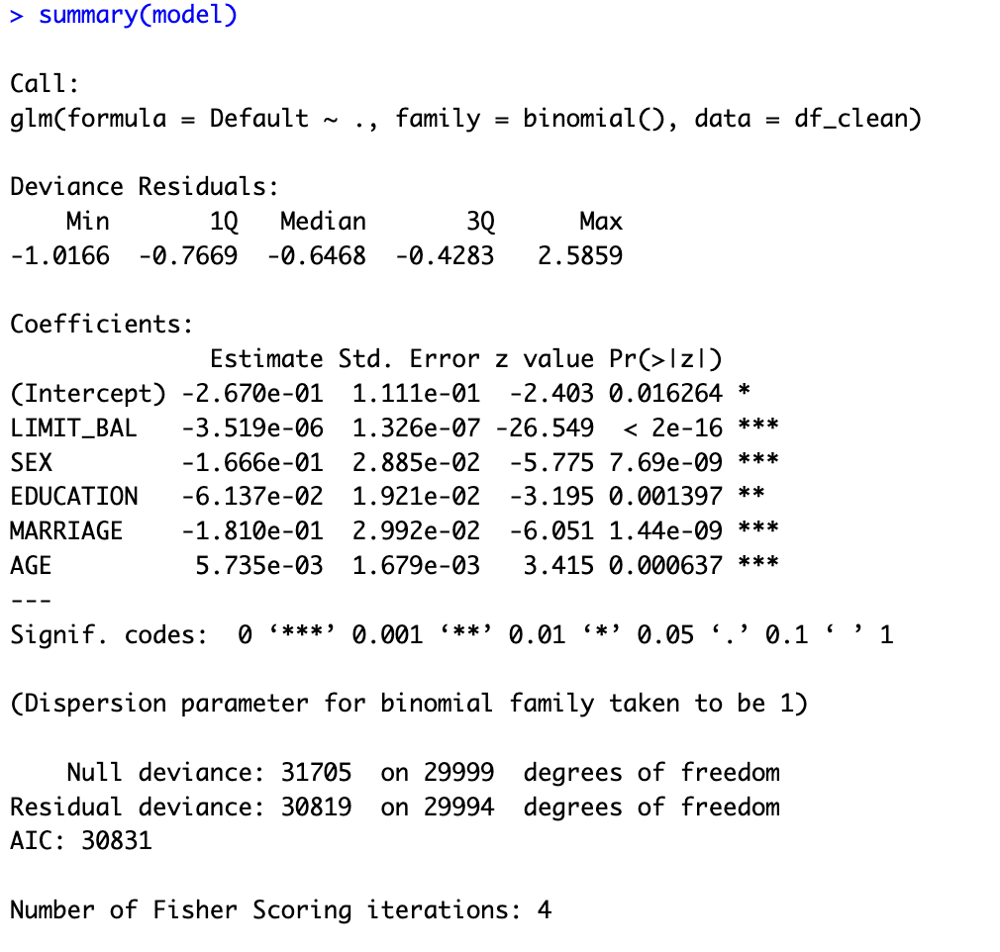 > summary(model)
Call:
glm(formula = Default ~ ., family = binomial(), data = df_clean)
Deviance Residuals:
    Min       1Q   Median       3Q      Max
-1.0166  -0.7669  -0.6468  -0.4283   2.5859
Coefficients:
              Estimate Std. Error z value Pr(>|z|)
(Intercept) -2.670e-01  1.111e-01  -2.403 0.016264 *
LIMIT_BAL   -3.519e-06  1.326e-07 -26.549  < 2e-16 ***
SEX         -1.666e-01  2.885e-02  -5.775 7.69e-09 ***
EDUCATION   -6.137e-02  1.921e-02  -3.195 0.001397 **
MARRIAGE    -1.810e-01  2.992e-02  -6.051 1.44e-09 ***
AGE          5.735e-03  1.679e-03   3.415 0.000637 ***
---
Signif. codes:  0 ‘***’ 0.001 ‘**’ 0.01 ‘*’ 0.05 ‘.’ 0.1 ‘ ’ 1
(Dispersion parameter for binomial family taken to be 1)
    Null deviance: 31705  on 29999  degrees of freedom
Residual deviance: 30819  on 29994  degrees of freedom
AIC: 30831
Number of Fisher Scoring iterations: 4